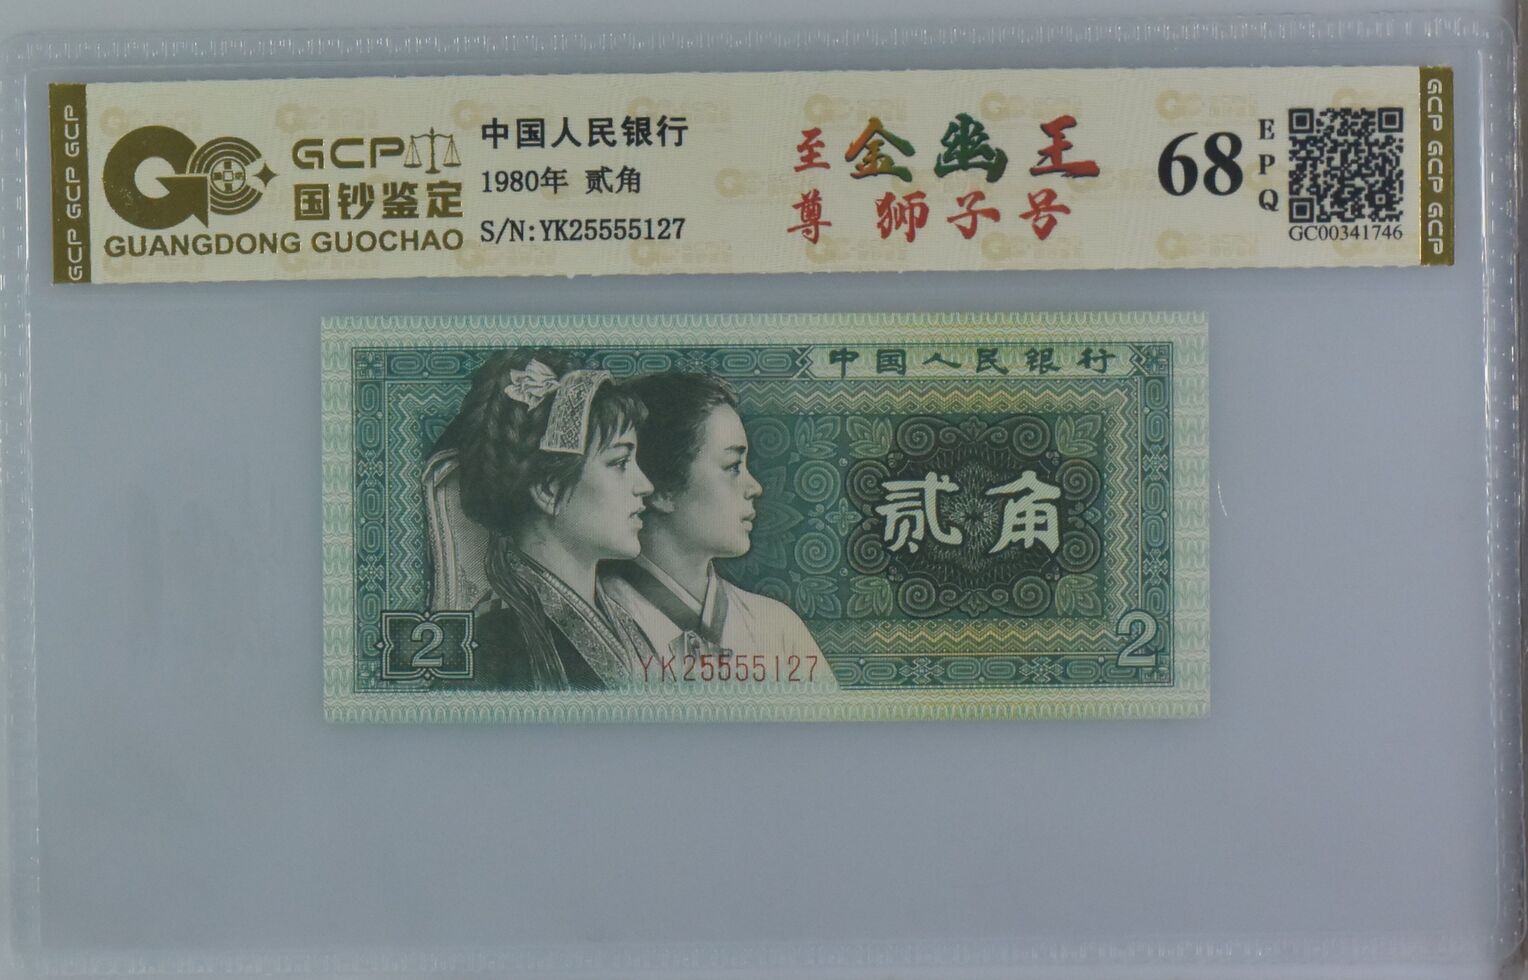 GCP GCP GCP
GCP
国钞鉴定
GUANGDONG GUOCHAO
中国人民银行
1980年 贰角
S/N:YK25555127
至尊
金幽王
狮子号
68
EPQ
GC00341746
GCP GCP GCP
中国人民银行
贰角
2
2
YK25555127